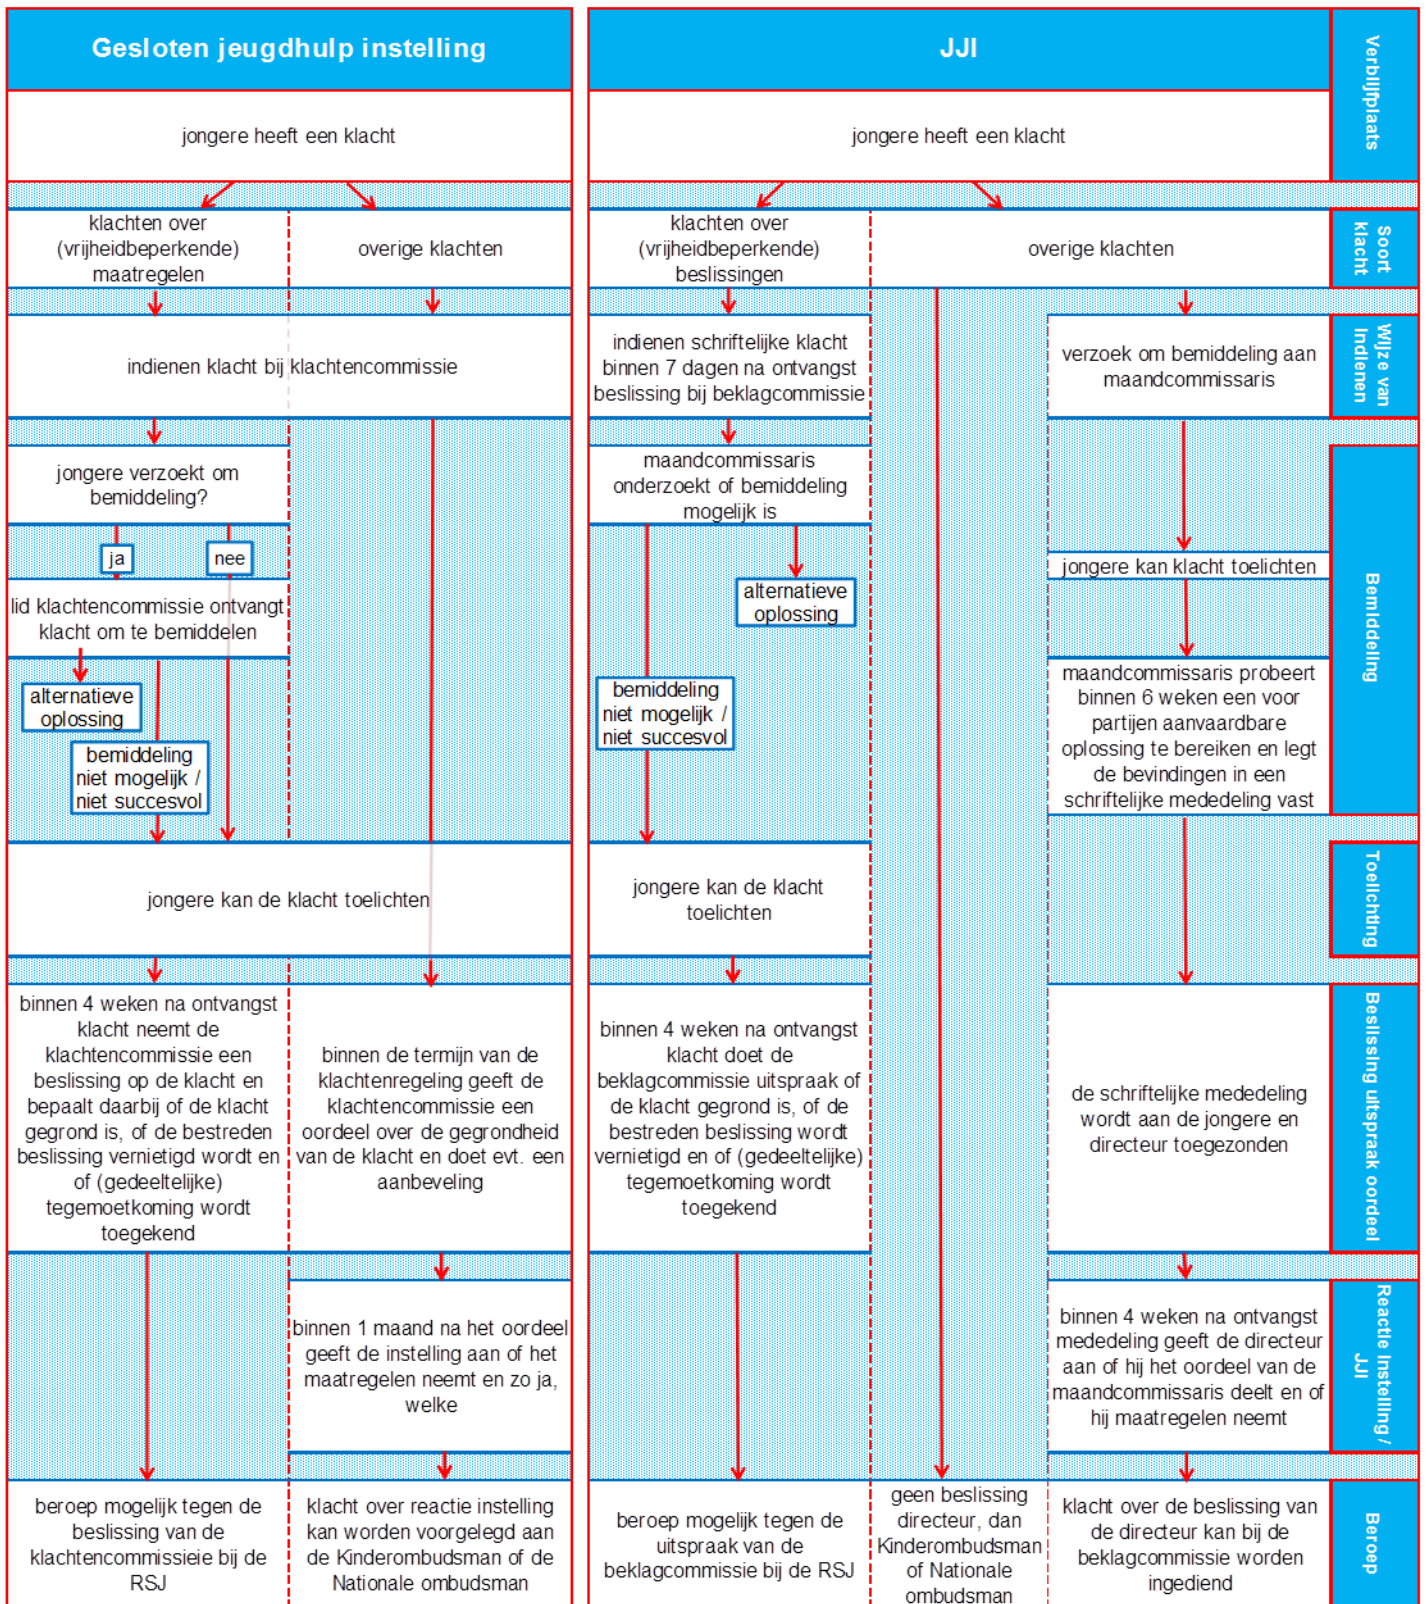 Gesloten jeugdhulp instelling
JJI
Verblijfplaats
jongere heeft een klacht
jongere heeft een klacht
klachten over
(vrijheidbeperkende)
maatregelen
overige klachten
klachten over
(vrijheidbeperkende)
beslissingen
overige klachten
Soort
klacht
indienen klacht bij klachtencommissie
indienen schriftelijke klacht
binnen 7 dagen na ontvangst
beslissing bij beklagcommissie
verzoek om bemiddeling aan
maandcommissaris
Wijze van
indienen
jongere verzoekt om
bemiddeling?
ja
nee
lid klachtencommissie ontvangt
klacht om te bemiddelen
alternatieve
oplossing
bemiddeling
niet mogelijk /
niet succesvol
maandcommissaris
onderzoekt of bemiddeling
mogelijk is
alternatieve
oplossing
bemiddeling
niet mogelijk /
niet succesvol
jongere kan klacht toelichten
maandcommissaris probeert
binnen 6 weken een voor
partijen aanvaardbare
oplossing te bereiken en legt
de bevindingen in een
schriftelijke mededeling vast
Bemiddeling
jongere kan de klacht toelichten
jongere kan de klacht
toelichten
Toelichting
binnen 4 weken na ontvangst
klacht neemt de
klachtencommissie een
beslissing op de klacht en
bepaalt daarbij of de klacht
gegrond is, of de bestreden
beslissing vernietigd wordt en
of (gedeeltelijke)
tegemoetkoming wordt
toegekend
binnen de termijn van de
klachtenregeling geeft de
klachtencommissie een
oordeel over de gegrondheid
van de klacht en doet evt. een
aanbeveling
binnen 4 weken na ontvangst
klacht doet de
beklagcommissie uitspraak of
de klacht gegrond is, of de
bestreden beslissing wordt
vernietigd en of (gedeeltelijke)
tegemoetkoming wordt
toegekend
de schriftelijke mededeling
wordt aan de jongere en
directeur toegezonden
Beslissing uitspraak oordeel
binnen 1 maand na het oordeel
geeft de instelling aan of het
maatregelen neemt en zo ja,
welke
binnen 4 weken na ontvangst
mededeling geeft de directeur
aan of hij het oordeel van de
maandcommissaris deelt en of
hij maatregelen neemt
Reactie instelling /
JJI
beroep mogelijk tegen de
beslissing van de
klachtencommissieie bij de
RSJ
klacht over reactie instelling
kan worden voorgelegd aan
de Kinderombudsman of de
Nationale ombudsman
beroep mogelijk tegen de
uitspraak van de
beklagcommissie bij de RSJ
geen beslissing
directeur, dan
Kinderombudsman
of Nationale
ombudsman
klacht over de beslissing van
de directeur kan bij de
beklagcommissie worden
ingediend
Beroep